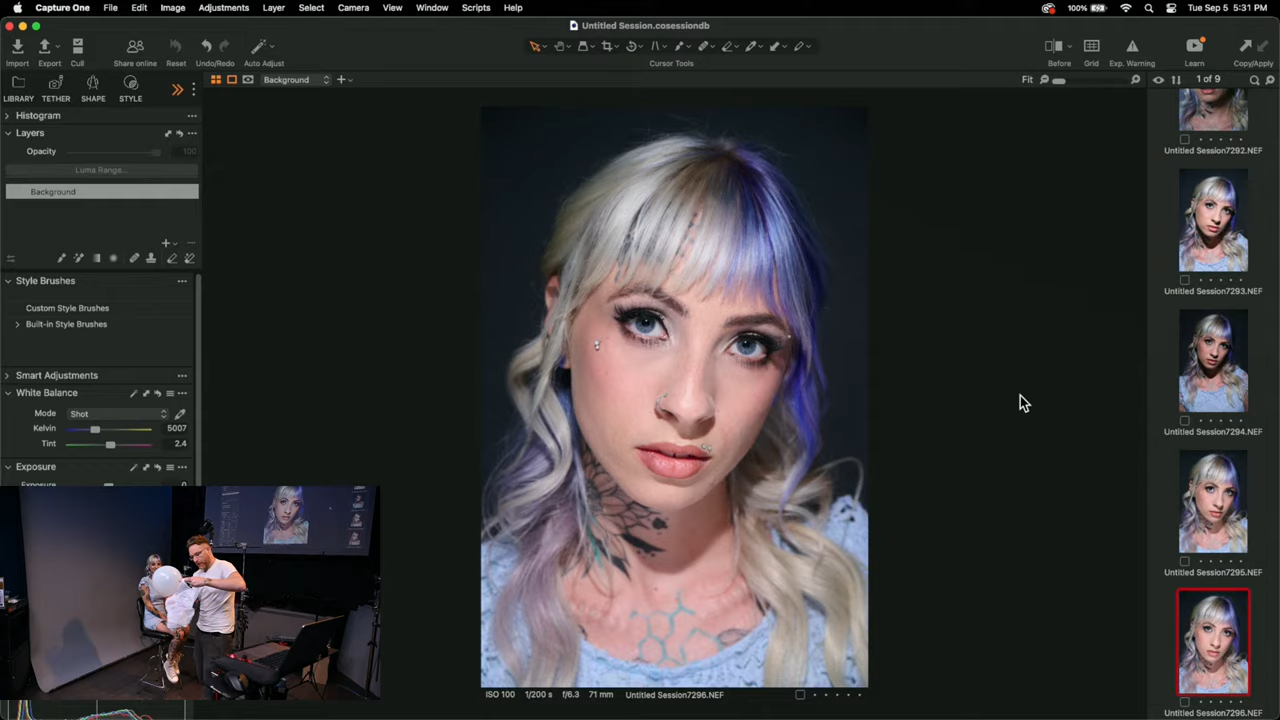 Capture One File Edit Image Adjustments Layer Select Camera View Window Scripts Help 100% Tue Sep 5 5:31 PM
Untitled Session.cosessiondb
Import Export Cull Share online Reset Undo/Redo Auto Adjust Cursor Tools Before Grid Exp. Warning Learn Copy/Apply
LIBRARY TETHER SHAPE STYLE
Background Fit 1 of 9
Histogram
Layers
Opacity 100
Luma Range...
Background
Style Brushes
Custom Style Brushes
Built-in Style Brushes
Smart Adjustments
White Balance
Mode Shot
Kelvin 5007
Tint 2.4
Exposure
Exposure 0
ISO 100 1/200 s f/6.3 71 mm Untitled Session7296.NEF
Untitled Session7292.NEF
Untitled Session7293.NEF
Untitled Session7294.NEF
Untitled Session7295.NEF
Untitled Session7296.NEF